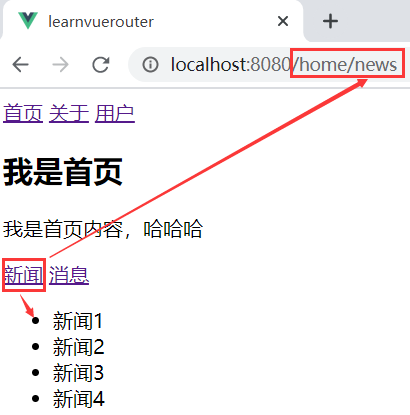 learnvuerouter
localhost:8080/home/news
首页 关于 用户
我是首页
我是首页内容，哈哈哈
新闻 消息
新闻1
新闻2
新闻3
新闻4